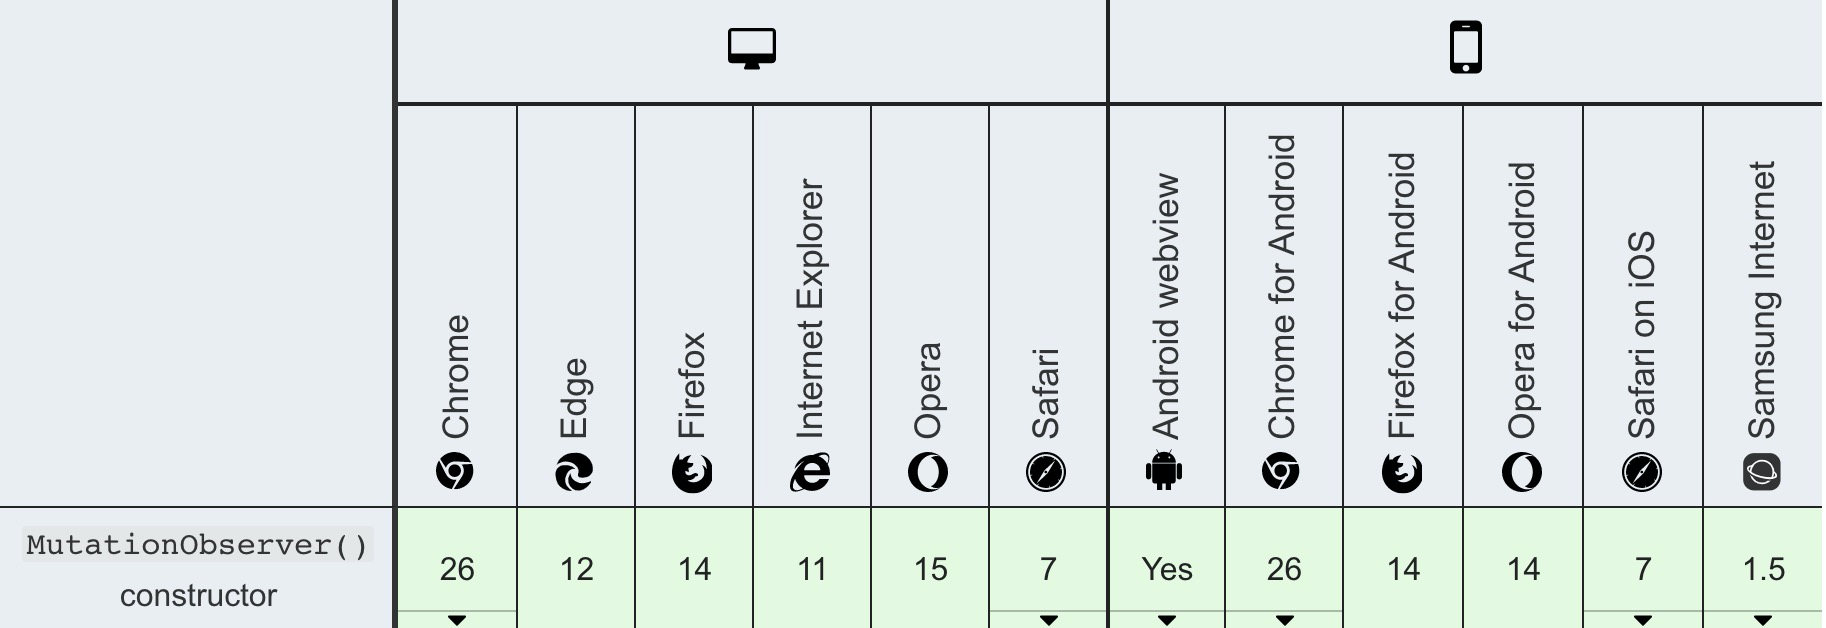 Chrome
Edge
Firefox
Internet Explorer
Opera
Safari
Android webview
Chrome for Android
Firefox for Android
Opera for Android
Safari on iOS
Samsung Internet
MutationObserver()
constructor
26 12 14 11 15 7 Yes 26 14 14 7 1.5